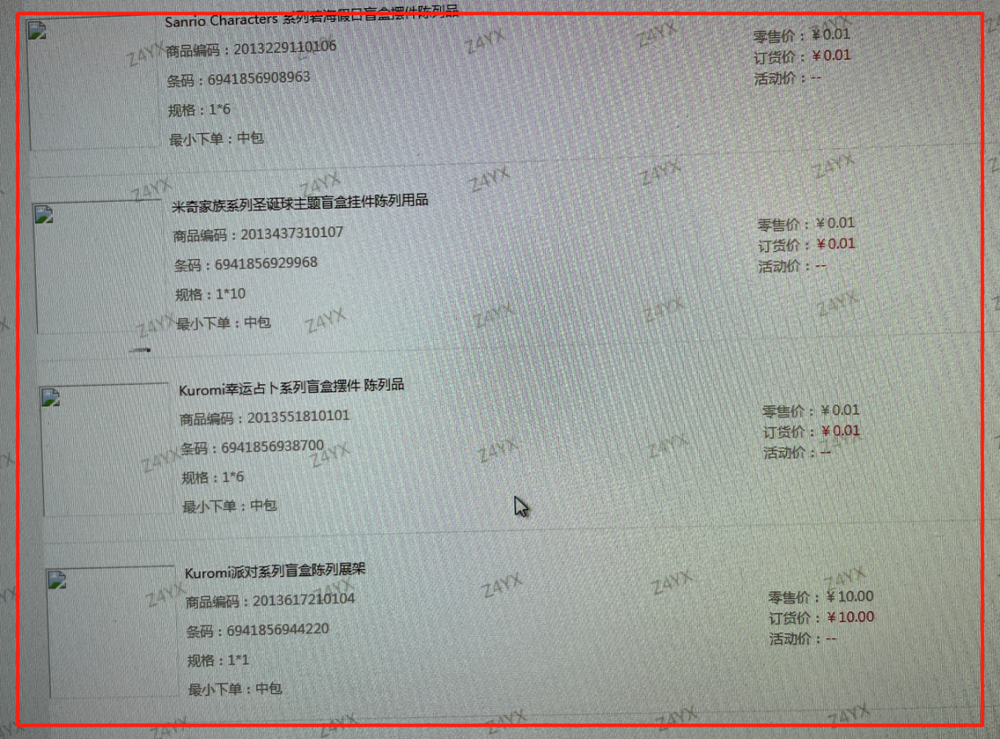 Sanrio Characters 系列碧海假日盲盒摆件陈列品
商品编码：2013229110106
条码：6941856908963
规格：1*6
最小下单：中包
零售价：￥0.01
订货价：￥0.01
活动价：--
米奇家族系列圣诞球主题盲盒挂件陈列用品
商品编码：2013437310107
条码：6941856929968
规格：1*10
最小下单：中包
零售价：￥0.01
订货价：￥0.01
活动价：--
Kuromi幸运占卜系列盲盒摆件 陈列品
商品编码：2013551810101
条码：6941856938700
规格：1*6
最小下单：中包
零售价：￥0.01
订货价：￥0.01
活动价：--
Kuromi派对系列盲盒陈列展架
商品编码：2013617210104
条码：6941856944220
规格：1*1
最小下单：中包
零售价：￥10.00
订货价：￥10.00
活动价：--
Z4YX